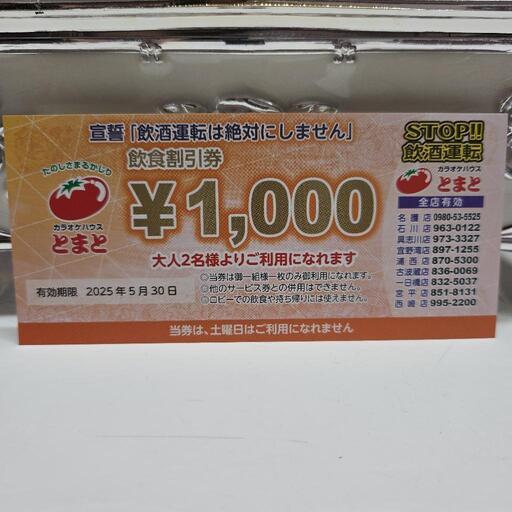 宣誓「飲酒運転は絶対にしません」
たのしさまるかじり
カラオケハウス
とまと
飲食割引券
¥1,000
大人2名様よりご利用になれます
○当券は御一組様一枚のみ御利用になれます。
○他のサービス券との併用はできません。
○ロビーでの飲食や持ち帰りには使えません。
有効期限 2025年5月30日
当券は、土曜日はご利用になれません
STOP!!
飲酒運転
カラオケハウス
とまと
全店有効
名護店 0980-53-5525
石川店 963-0122
具志川店 973-3327
宜野湾店 897-1255
浦西店 870-5300
古波蔵店 836-0069
一日橋店 832-5037
宮平店 851-8131
西崎店 995-2200